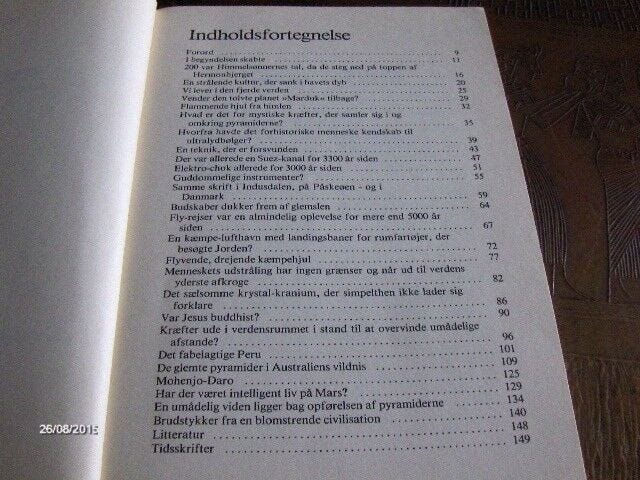 Indholdsfortegnelse
Forord 9
I begyndelsen skabte 11
200 var Himmelsønnernes tal, da de steg ned på toppen af
Hermonbjerget 16
En strålende kultur, der sank i havets dyb 20
Vi lever i den fjerde verden 25
Vender den tolvte planet »Marduk« tilbage? 29
Flammende hjul fra himlen 32
Hvad er det for mystiske kræfter, der samler sig i og
omkring pyramiderne? 35
Hvorfra havde det forhistoriske menneske kendskab til
ultralydbølger? 39
En teknik, der er forsvunden 43
Der var allerede en Suez-kanal for 3300 år siden 47
Elektro-chok allerede for 3000 år siden 51
Guddommelige instrumenter? 55
Samme skrift i Indusdalen, på Påskeøen - og i
Danmark 59
Budskaber dukker frem af glemslen 64
Fly-rejser var en almindelig oplevelse for mere end 5000 år
siden 67
En kæmpe-lufthavn med landingsbaner for rumfartøjer, der
besøgte Jorden? 72
Flyvende, drejende kæmpehjul 77
Menneskets udstråling har ingen grænser og når ud til verdens
yderste afkroge 82
Det sælsomme krystal-kranium, der simpelthen ikke lader sig
forklare 86
Var Jesus buddhist? 90
Kræfter ude i verdensrummet i stand til at overvinde umådelige
afstande? 96
Det fabelagtige Peru 101
De glemte pyramider i Australiens vildnis 109
Mohenjo-Daro 125
Har der været intelligent liv på Mars? 129
En umådelig viden ligger bag opførelsen af pyramiderne 134
Brudstykker fra en blomstrende civilisation 140
Litteratur 148
Tidsskrifter 149
26/08/2015